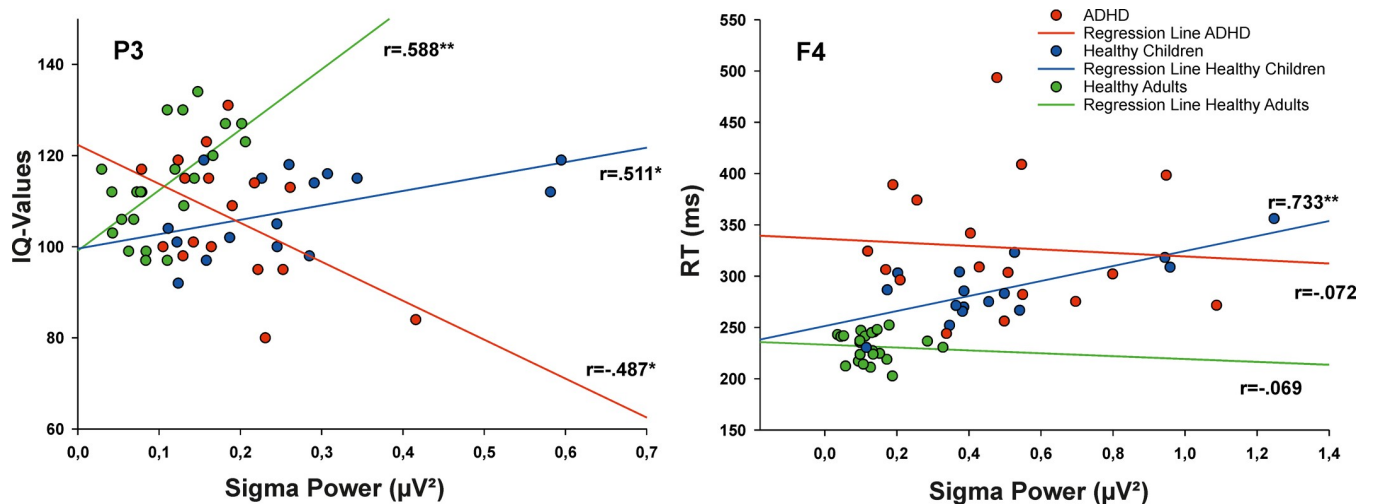 P3
r=.588**
r=.511*
r=-.487*
IQ-Values
140
120
100
80
60
0,0
0,1
0,2
0,3
0,4
0,5
0,6
0,7
Sigma Power (µV²)
F4
ADHD
Regression Line ADHD
Healthy Children
Regression Line Healthy Children
Healthy Adults
Regression Line Healthy Adults
r=.733**
r=-.072
r=-.069
RT (ms)
550
500
450
400
350
300
250
200
150
0,0
0,2
0,4
0,6
0,8
1,0
1,2
1,4
Sigma Power (µV²)